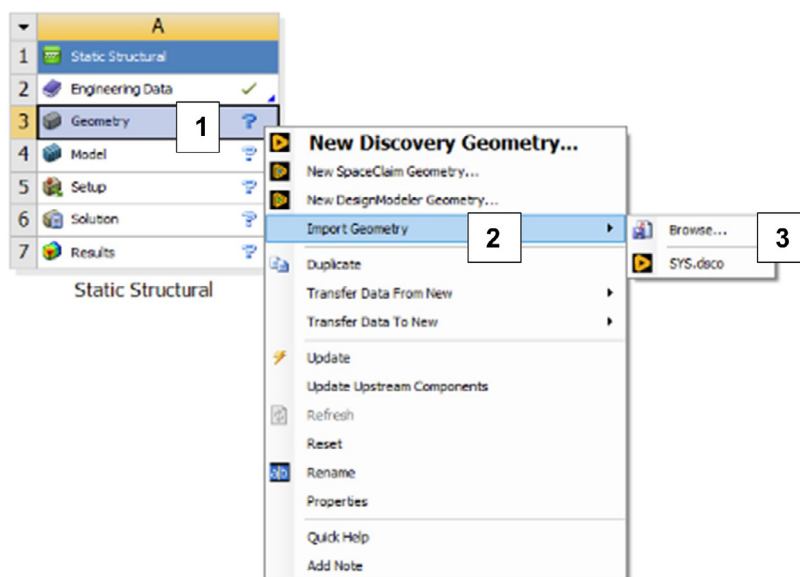 A
1 Static Structural
2 Engineering Data
3 Geometry 1
4 Model
5 Setup
6 Solution
7 Results
Static Structural
New Discovery Geometry...
New SpaceClaim Geometry...
New DesignModeler Geometry...
Import Geometry 2
Browse... 3
SYS.dsco
Duplicate
Transfer Data From New
Transfer Data To New
Update
Update Upstream Components
Refresh
Reset
ab Rename
Properties
Quick Help
Add Note